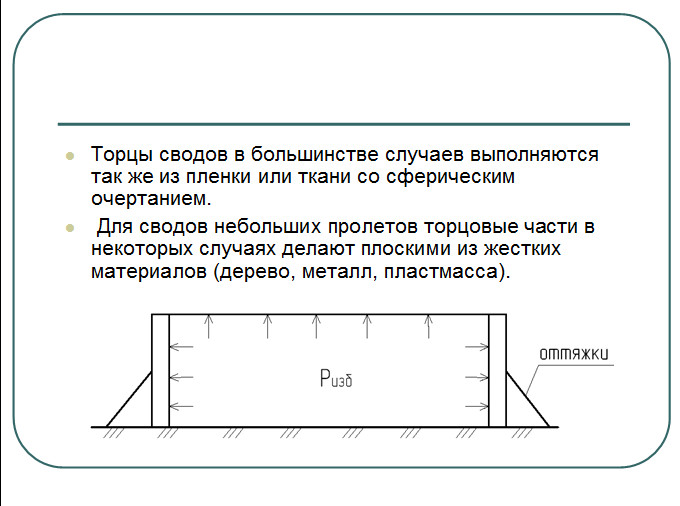 Торцы сводов в большинстве случаев выполняются
так же из пленки или ткани со сферическим
очертанием.
Для сводов небольших пролетов торцовые части в
некоторых случаях делают плоскими из жестких
материалов (дерево, металл, пластмасса).
оттяжки
Ризб